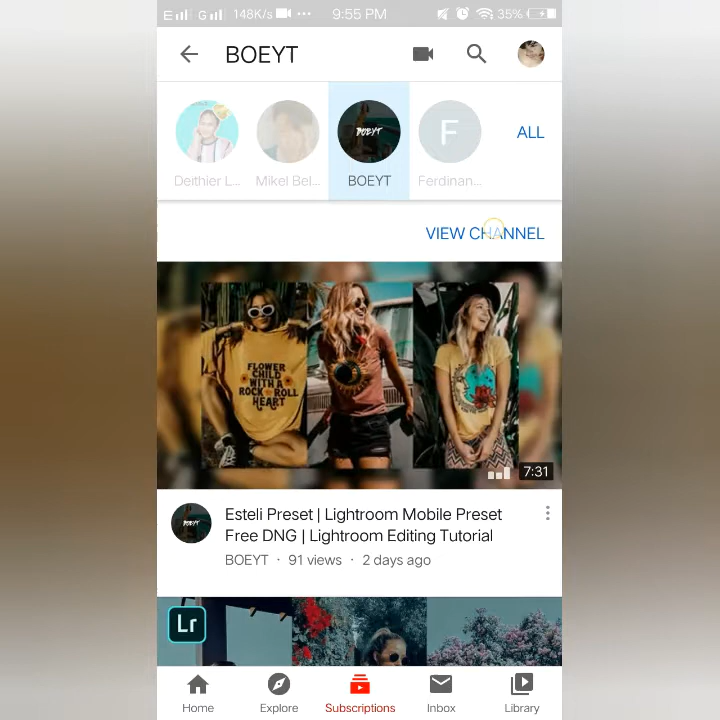 E G 148K/s ... 9:55 PM 35%
BOEYT
BOEYT
F
ALL
Deithier L... Mikel Bel... BOEYT Ferdinan...
VIEW CHANNEL
FLOWER
CHILD
WITH A
ROCK & ROLL
HEART
7:31
BOEYT
Esteli Preset | Lightroom Mobile Preset
Free DNG | Lightroom Editing Tutorial
BOEYT · 91 views · 2 days ago
Lr
Home Explore Subscriptions Inbox Library